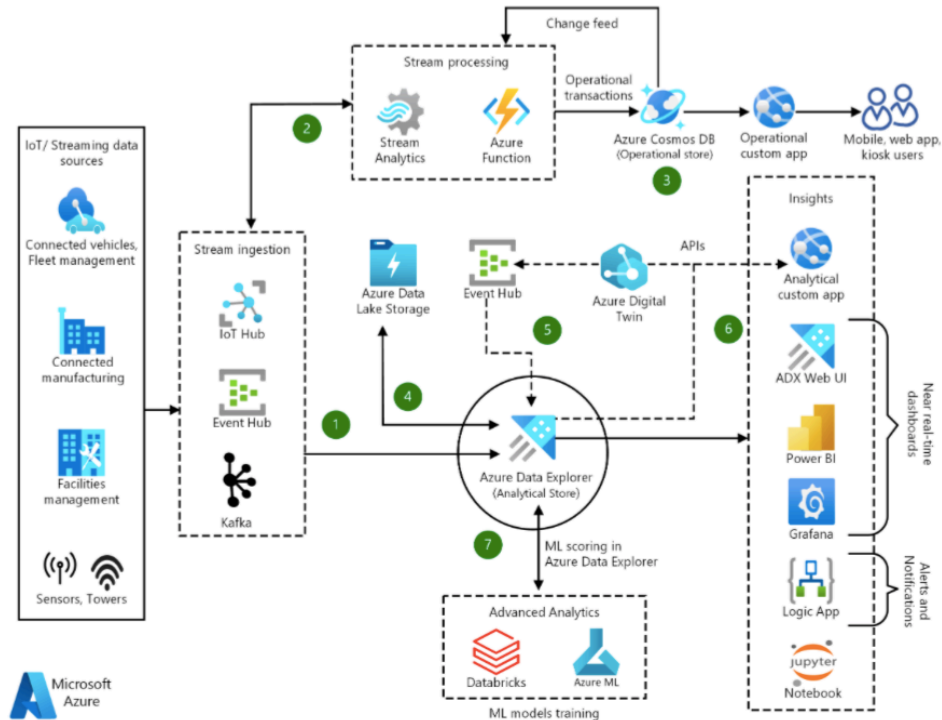 Change feed
Stream processing
Stream
Analytics
Azure
Function
Operational
transactions
Azure Cosmos DB
(Operational store)
Operational
custom app
Mobile, web app,
kiosk users
2
3
IoT/ Streaming data
sources
Connected vehicles,
Fleet management
Connected
manufacturing
Facilities
management
Sensors, Towers
Stream ingestion
IoT Hub
Event Hub
Kafka
1
Azure Data
Lake Storage
4
Event Hub
5
Azure Digital
Twin
APIs
6
Azure Data Explorer
(Analytical Store)
7
ML scoring in
Azure Data Explorer
Advanced Analytics
Databricks
Azure ML
ML models training
Insights
Analytical
custom app
ADX Web UI
Power BI
Grafana
Near real-time
dashboards
Logic App
Alerts and
Notifications
jupyter
Notebook
Microsoft
Azure